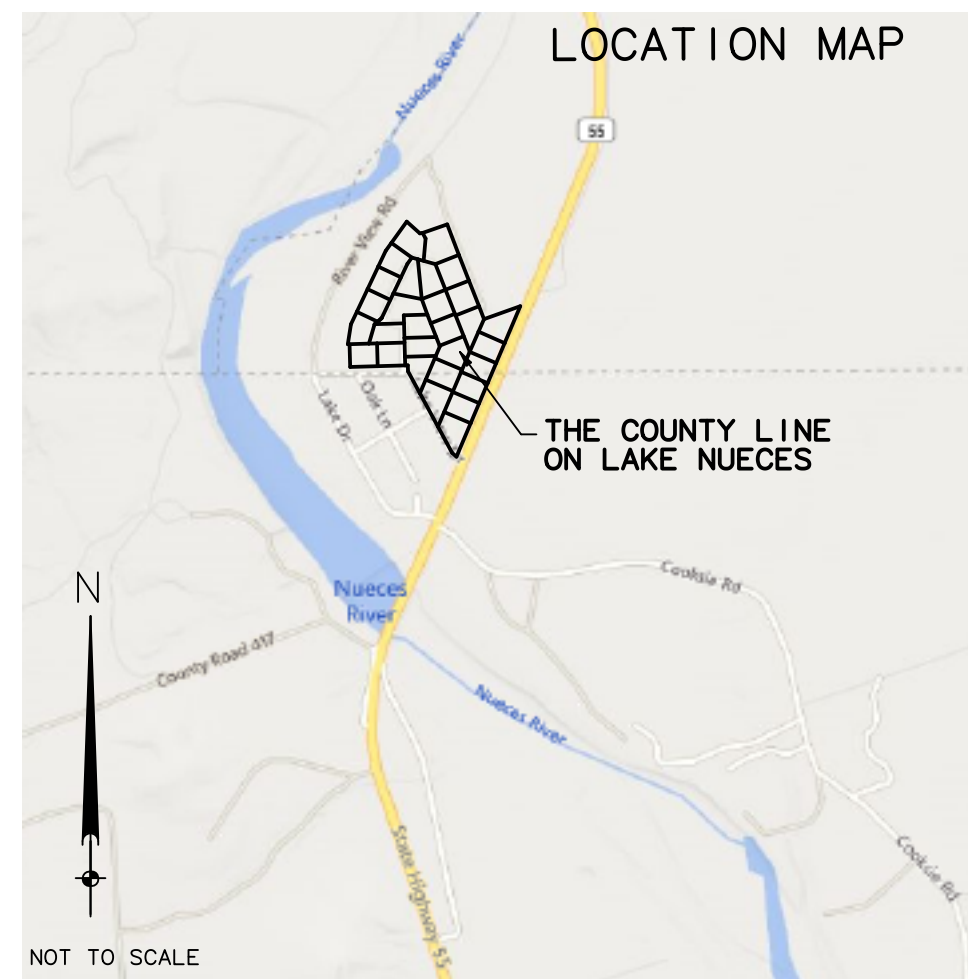 LOCATION MAP
Nueces River
55
River View Rd
Oak Ln
Lake Dr
THE COUNTY LINE
ON LAKE NUECES
Cooksie Rd
N
Nueces
River
County Road 417
Nueces River
State Highway 55
Cooksie Rd
NOT TO SCALE